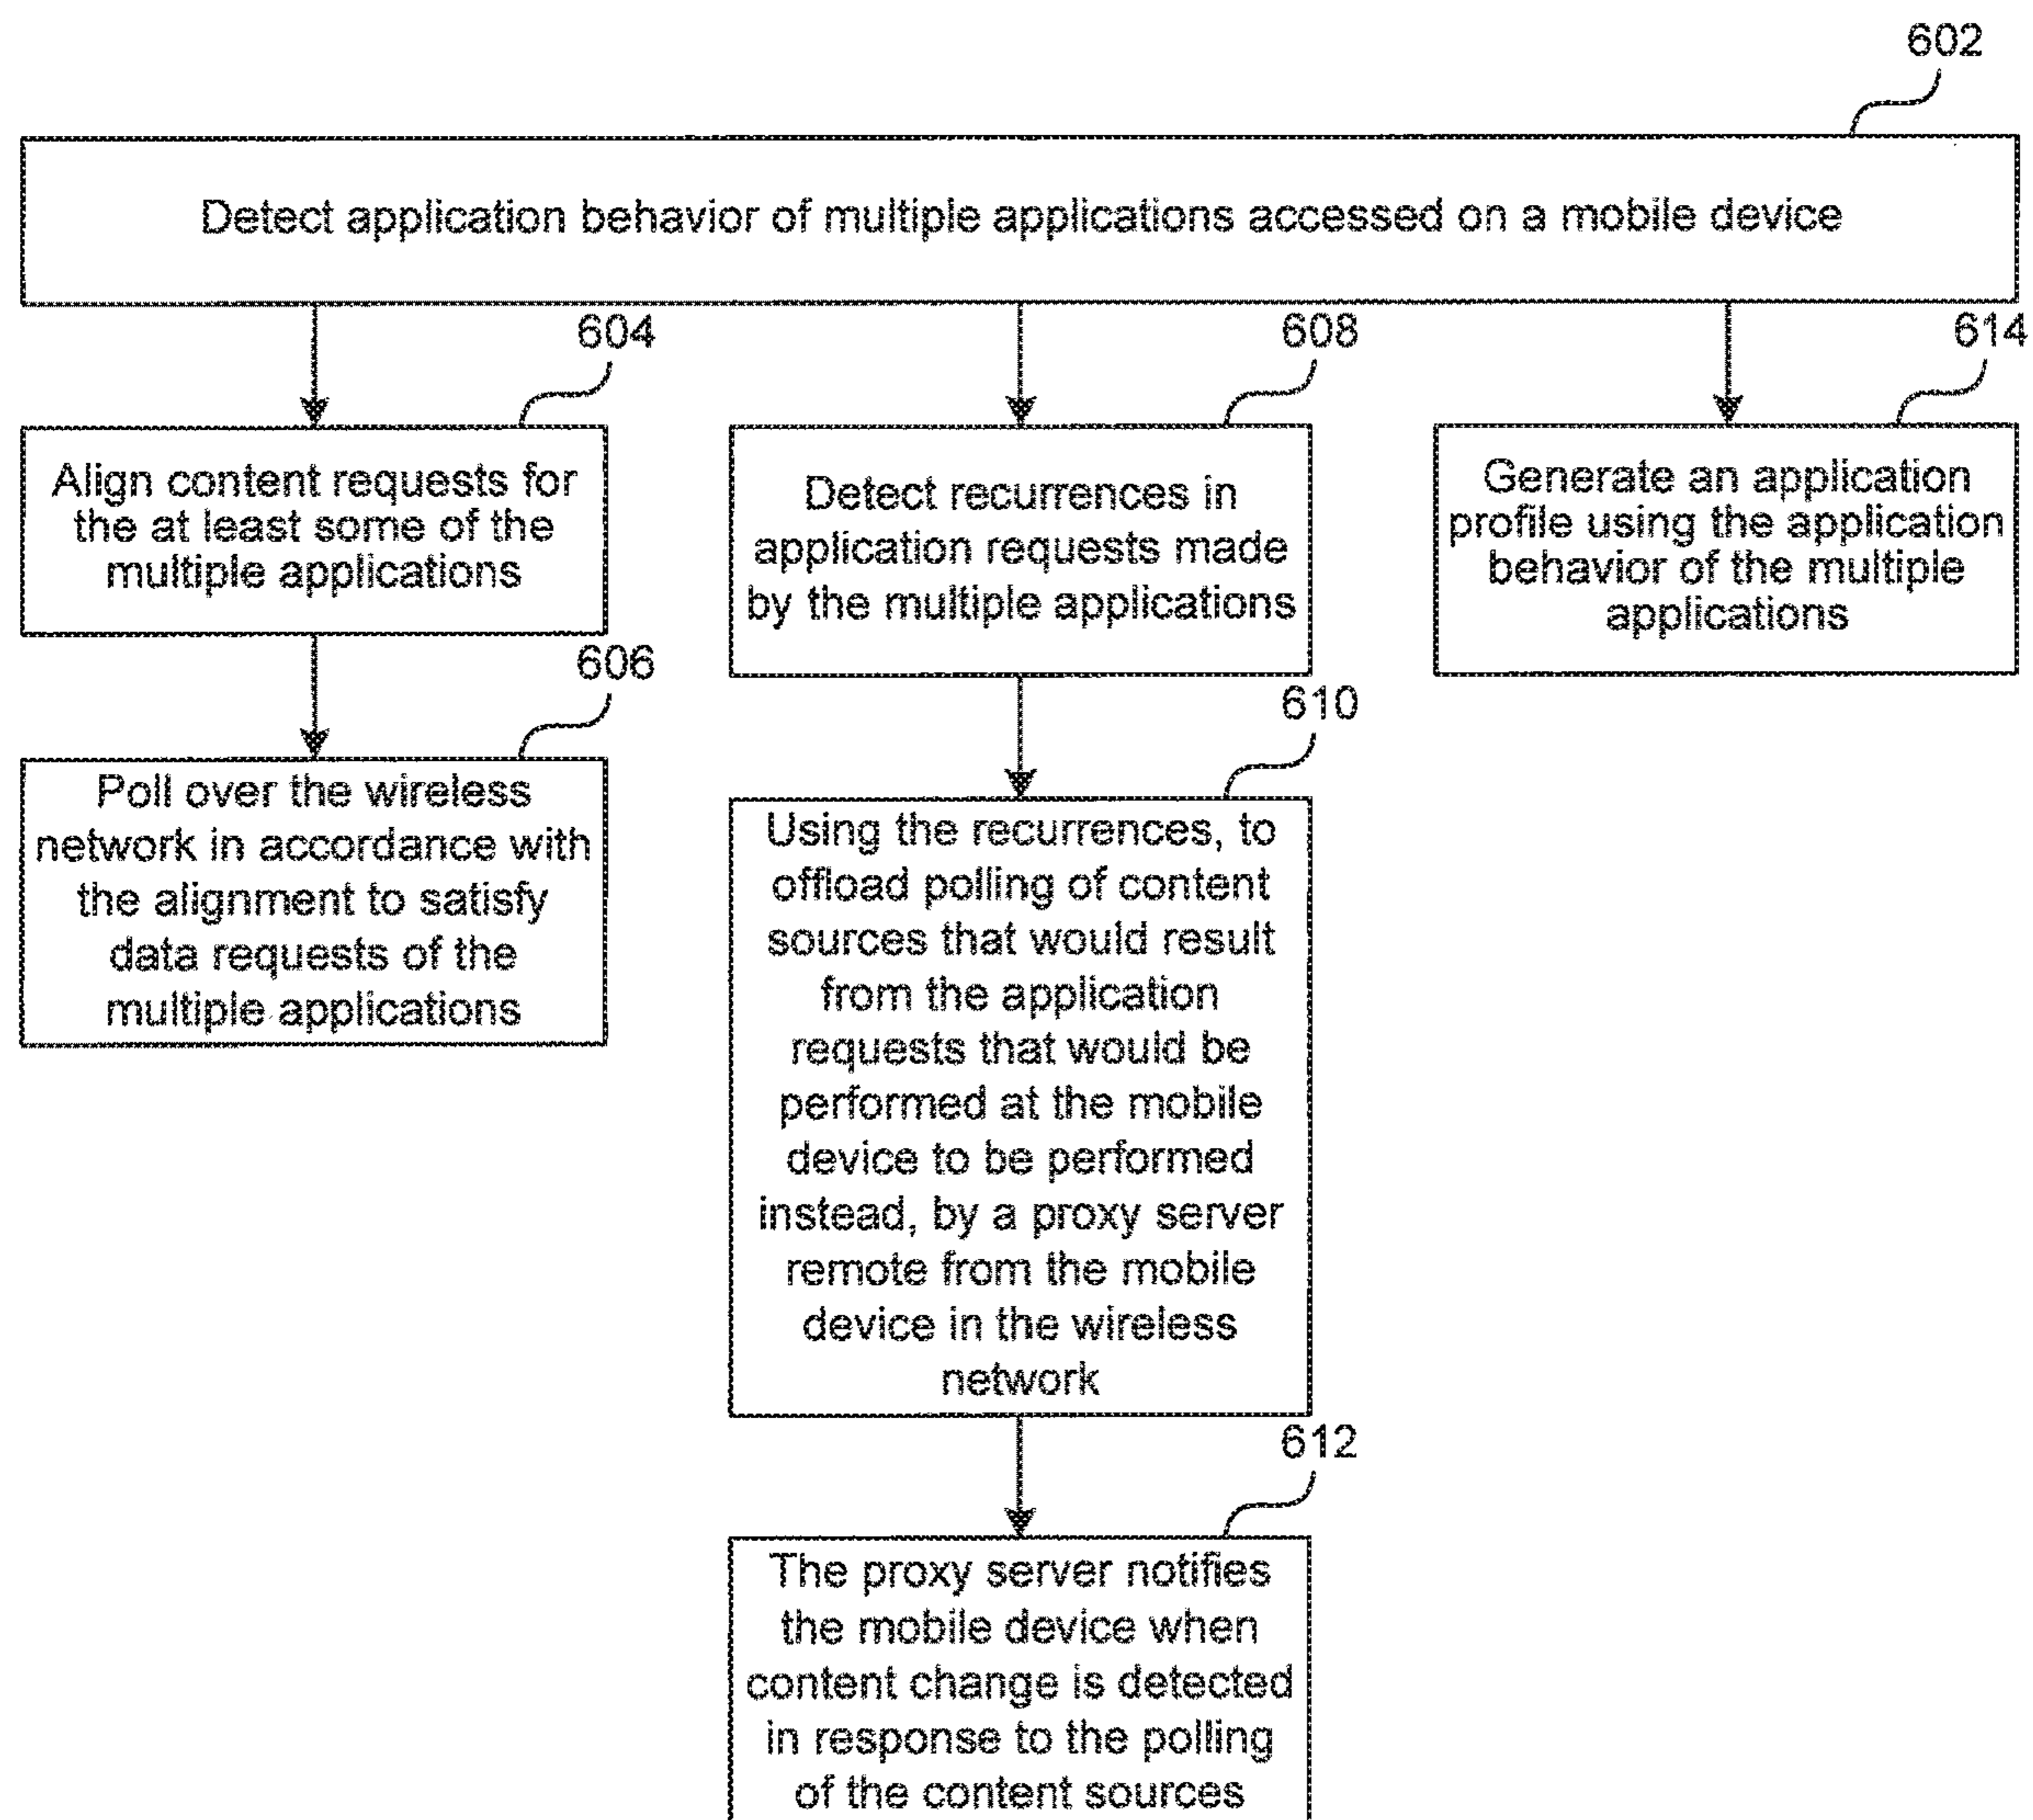 602
Detect application behavior of multiple applications accessed on a mobile device
604
Align content requests for
the at least some of the
multiple applications
606
Poll over the wireless
network in accordance with
the alignment to satisfy
data requests of the
multiple applications
608
Detect recurrences in
application requests made
by the multiple applications
610
Using the recurrences, to
offload polling of content
sources that would result
from the application
requests that would be
performed at the mobile
device to be performed
instead, by a proxy server
remote from the mobile
device in the wireless
network
612
The proxy server notifies
the mobile device when
content change is detected
in response to the polling
of the content sources
614
Generate an application
profile using the application
behavior of the multiple
applications